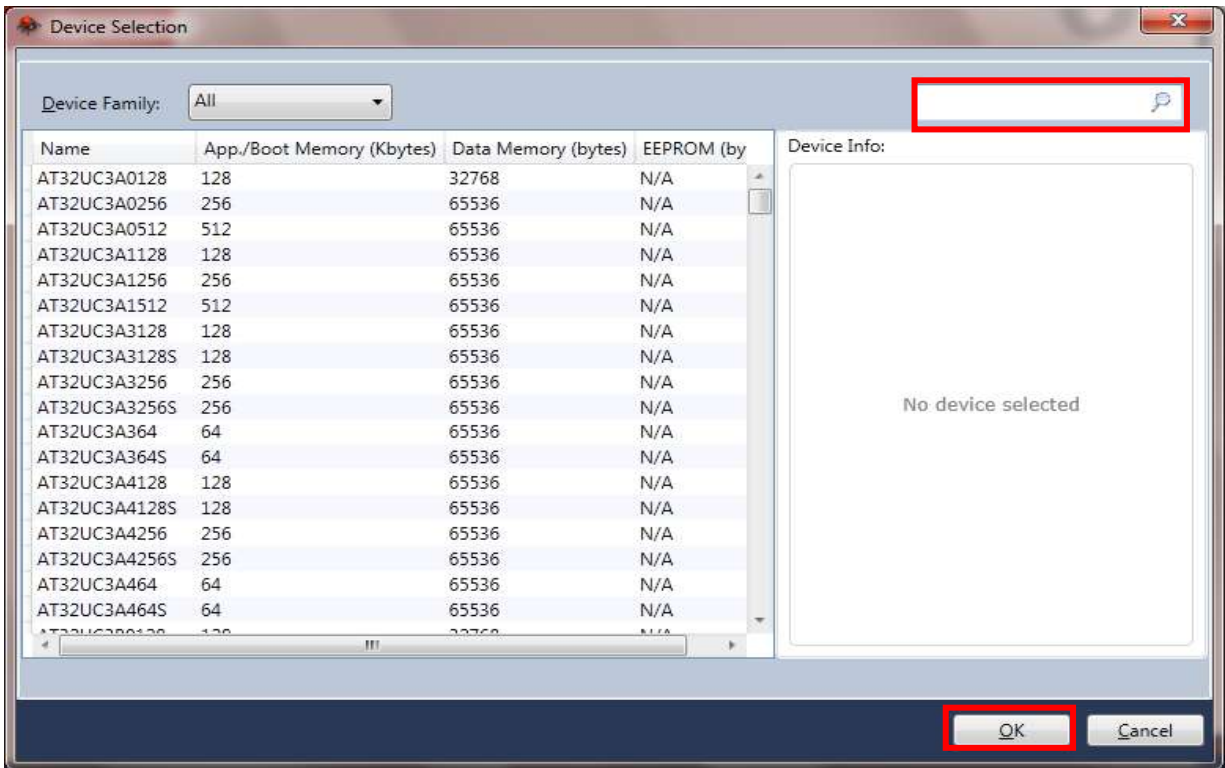 Device Selection
Device Family: All
Name App./Boot Memory (Kbytes) Data Memory (bytes) EEPROM (by Device Info:
AT32UC3A0128 128 32768 N/A
AT32UC3A0256 256 65536 N/A
AT32UC3A0512 512 65536 N/A
AT32UC3A1128 128 65536 N/A
AT32UC3A1256 256 65536 N/A
AT32UC3A1512 512 65536 N/A
AT32UC3A3128 128 65536 N/A
AT32UC3A3128S 128 65536 N/A
AT32UC3A3256 256 65536 N/A
AT32UC3A3256S 256 65536 N/A
No device selected
AT32UC3A364 64 65536 N/A
AT32UC3A364S 64 65536 N/A
AT32UC3A4128 128 65536 N/A
AT32UC3A4128S 128 65536 N/A
AT32UC3A4256 256 65536 N/A
AT32UC3A4256S 256 65536 N/A
AT32UC3A464 64 65536 N/A
AT32UC3A464S 64 65536 N/A
OK Cancel